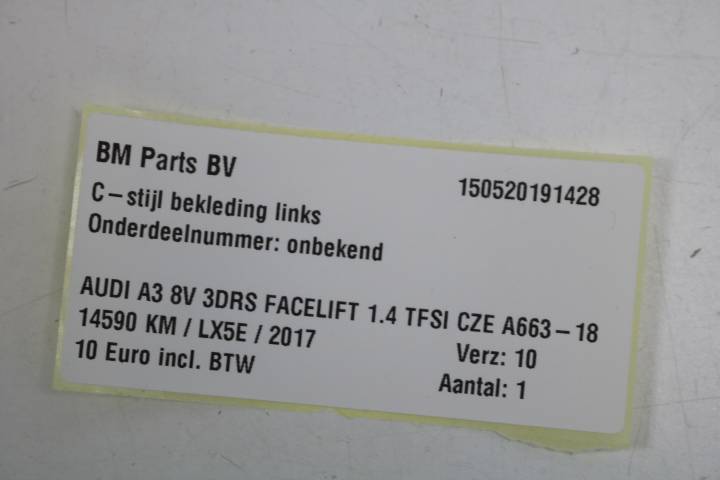 BM Parts BV
150520191428
C-stijl bekleding links
Onderdeelnummer: onbekend
AUDI A3 8V 3DRS FACELIFT 1.4 TFSI CZE A663-18
14590 KM / LX5E / 2017
Verz: 10
10 Euro incl. BTW
Aantal: 1